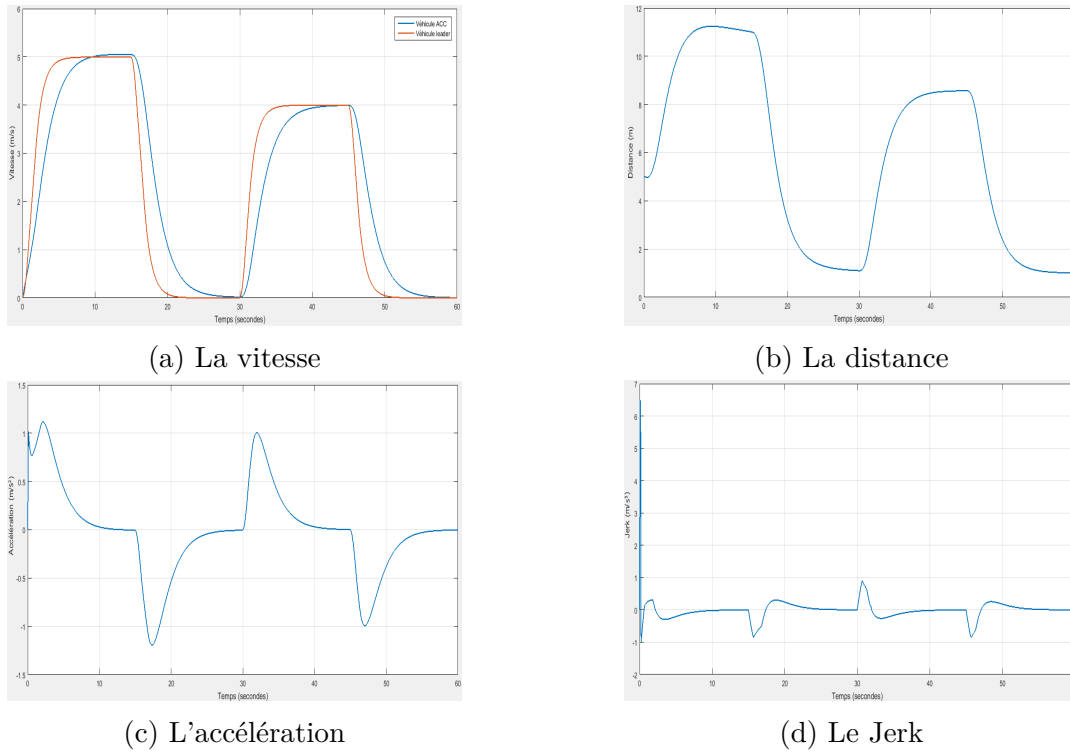 Véhicule ACC
Véhicule leader
Vitesse (m/s)
6
5
4
3
2
1
0
0 10 20 30 40 50 60
Temps (secondes)
(a) La vitesse
Distance (m)
12
10
8
6
4
2
0
0 10 20 30 40 50
Temps (secondes)
(b) La distance
Accélération (m/s²)
1.5
1
0.5
0
-0.5
-1
-1.5
0 10 20 30 40 50 60
Temps (secondes)
(c) L'accélération
Jerk (m/s³)
7
6
5
4
3
2
1
0
-1
-2
0 10 20 30 40 50
Temps (secondes)
(d) Le Jerk